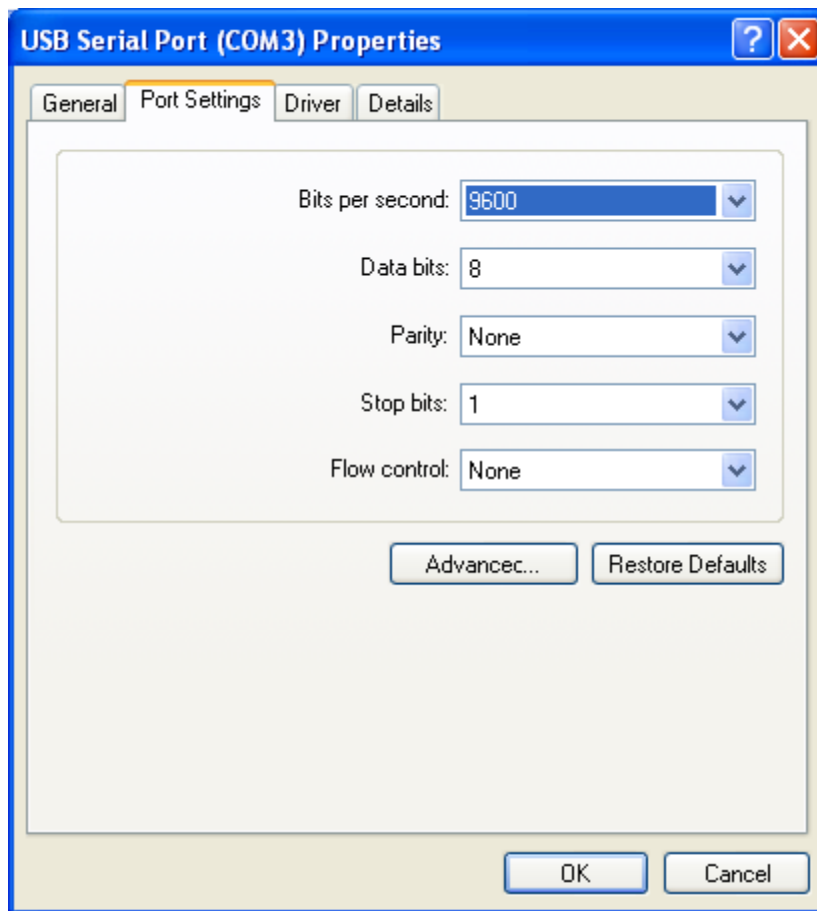 USB Serial Port (COM3) Properties
General Port Settings Driver Details
Bits per second: 9600
Data bits: 8
Parity: None
Stop bits: 1
Flow control: None
Advancec... Restore Defaults
OK Cancel